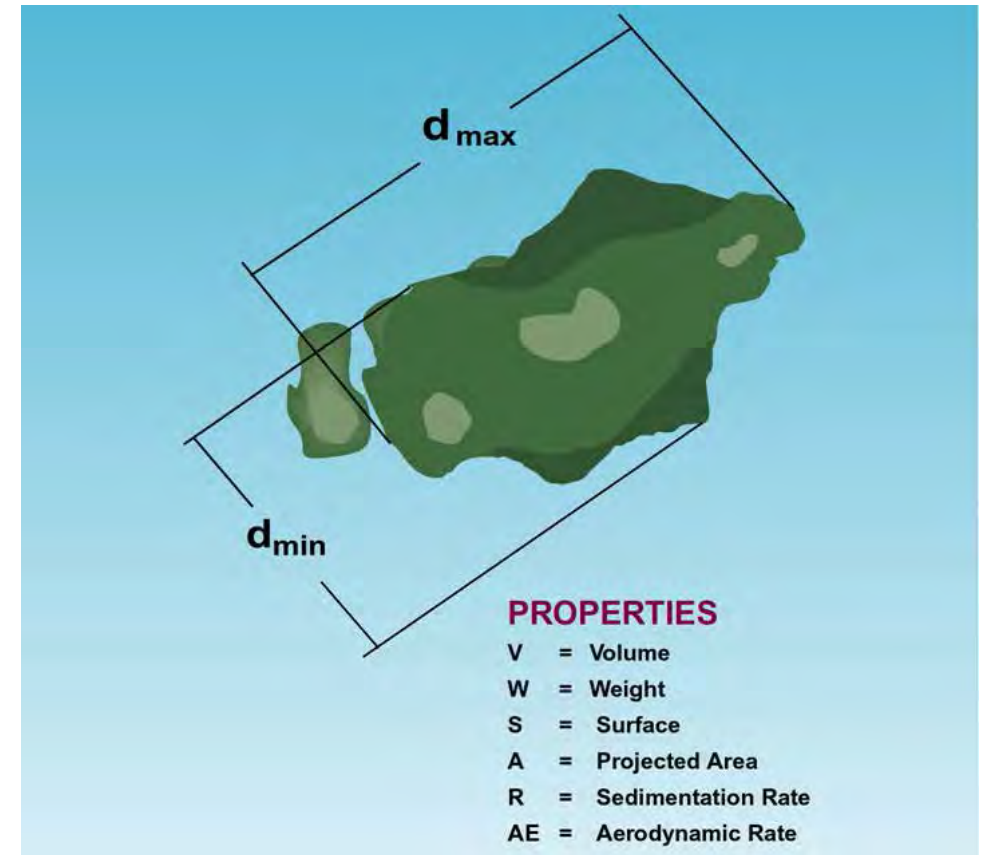 d max
d min
PROPERTIES
V = Volume
W = Weight
S = Surface
A = Projected Area
R = Sedimentation Rate
AE = Aerodynamic Rate